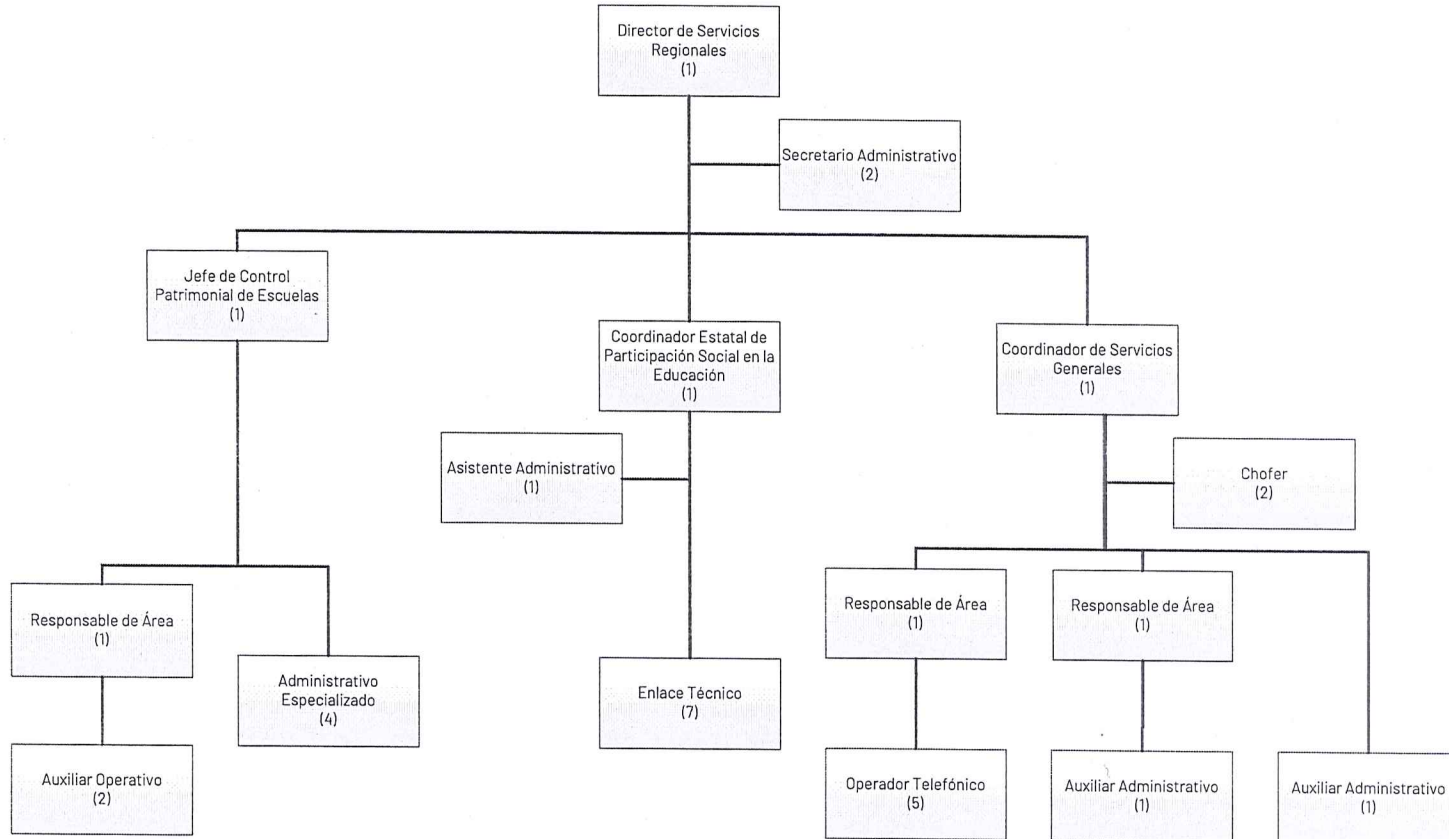 Director de Servicios
Regionales
(1)
Secretario Administrativo
(2)
Jefe de Control
Patrimonial de Escuelas
(1)
Coordinador Estatal de
Participación Social en la
Educación
(1)
Coordinador de Servicios
Generales
(1)
Asistente Administrativo
(1)
Chofer
(2)
Responsable de Área
(1)
Administrativo
Especializado
(4)
Enlace Técnico
(7)
Responsable de Área
(1)
Responsable de Área
(1)
Auxiliar Operativo
(2)
Operador Telefónico
(5)
Auxiliar Administrativo
(1)
Auxiliar Administrativo
(1)